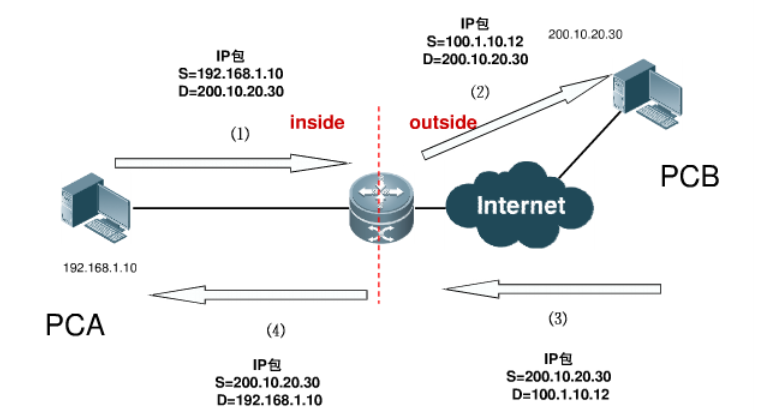 IP包
S=192.168.1.10
D=200.10.20.30
(1)
IP包
S=100.1.10.12
D=200.10.20.30
(2)
200.10.20.30
inside
outside
PCB
Internet
192.168.1.10
PCA
(4)
IP包
S=200.10.20.30
D=192.168.1.10
(3)
IP包
S=200.10.20.30
D=100.1.10.12